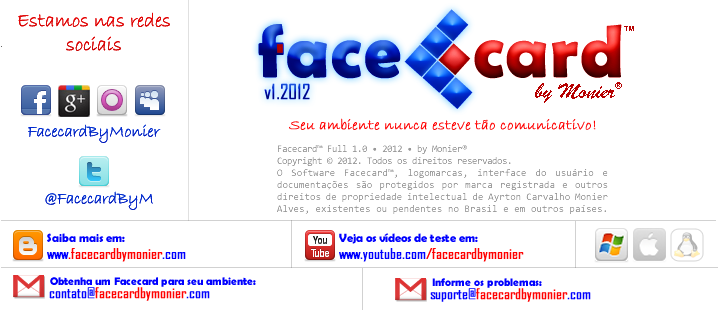 Estamos nas redes
sociais
FacecardByMonier
@FacecardByM
facecard™
v1.2012
by Monier®
Seu ambiente nunca esteve tão comunicativo!
Facecard™ Full 1.0 • 2012 • by Monier®
Copyright © 2012. Todos os direitos reservados.
O Software Facecard™, logomarcas, interface do usuário e
documentações são protegidos por marca registrada e outros
direitos de propriedade intelectual de Ayrton Carvalho Monier
Alves, existentes ou pendentes no Brasil e em outros países.
Saiba mais em:
www.facecardbymonier.com
You Tube
Veja os vídeos de teste em:
www.youtube.com/facecardbymonier
Obtenha um Facecard para seu ambiente:
contato@facecardbymonier.com
Informe os problemas:
suporte@facecardbymonier.com